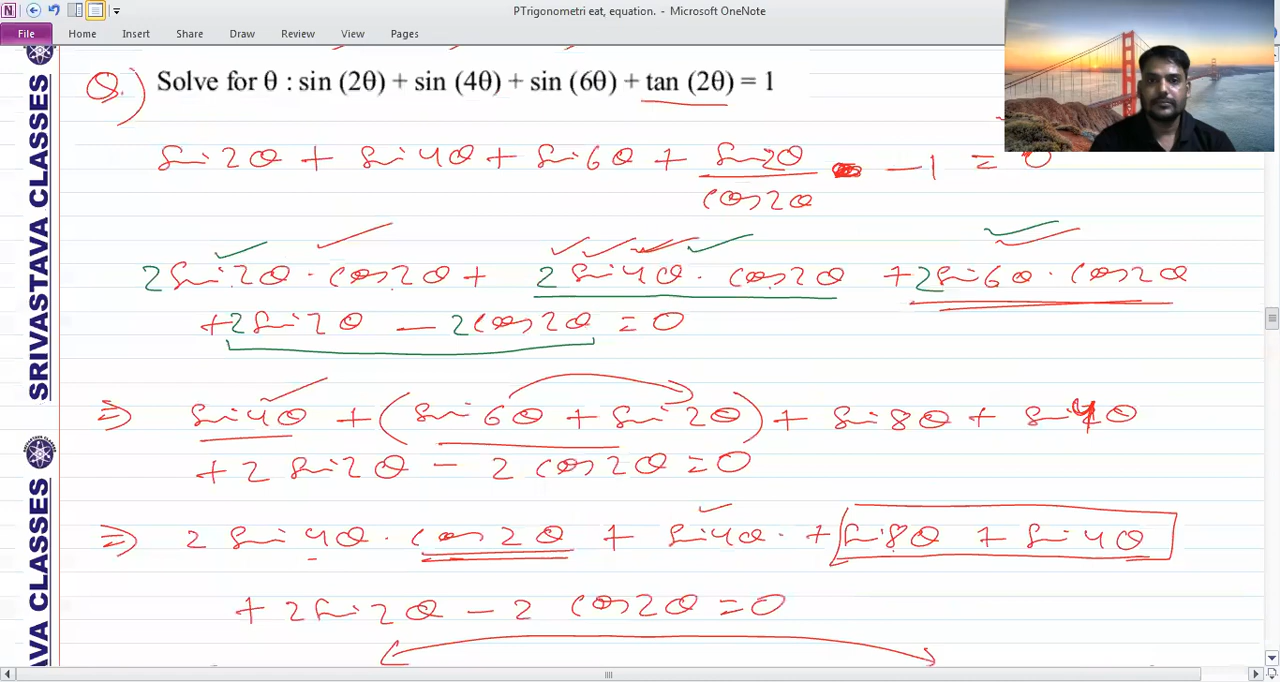 PTrigonometri eat, equation. - Microsoft OneNote
File Home Insert Share Draw Review View Pages
Q.) Solve for θ : sin (2θ) + sin (4θ) + sin (6θ) + tan (2θ) = 1
sin 2θ + sin 4θ + sin 6θ + sin 2θ / cos 2θ - 1 = 0
2 sin 2θ · cos 2θ + 2 sin 4θ · cos 2θ + 2 sin 6θ · cos 2θ
+ 2 sin 2θ - 2 cos 2θ = 0
⇒ sin 4θ + (sin 6θ + sin 2θ) + sin 8θ + sin 4θ
+ 2 sin 2θ - 2 cos 2θ = 0
⇒ 2 sin 4θ · cos 2θ + sin 4θ · + sin 8θ + sin 4θ
+ 2 sin 2θ - 2 cos 2θ = 0
SRIVASTAVA CLASSES
VA CLASSES